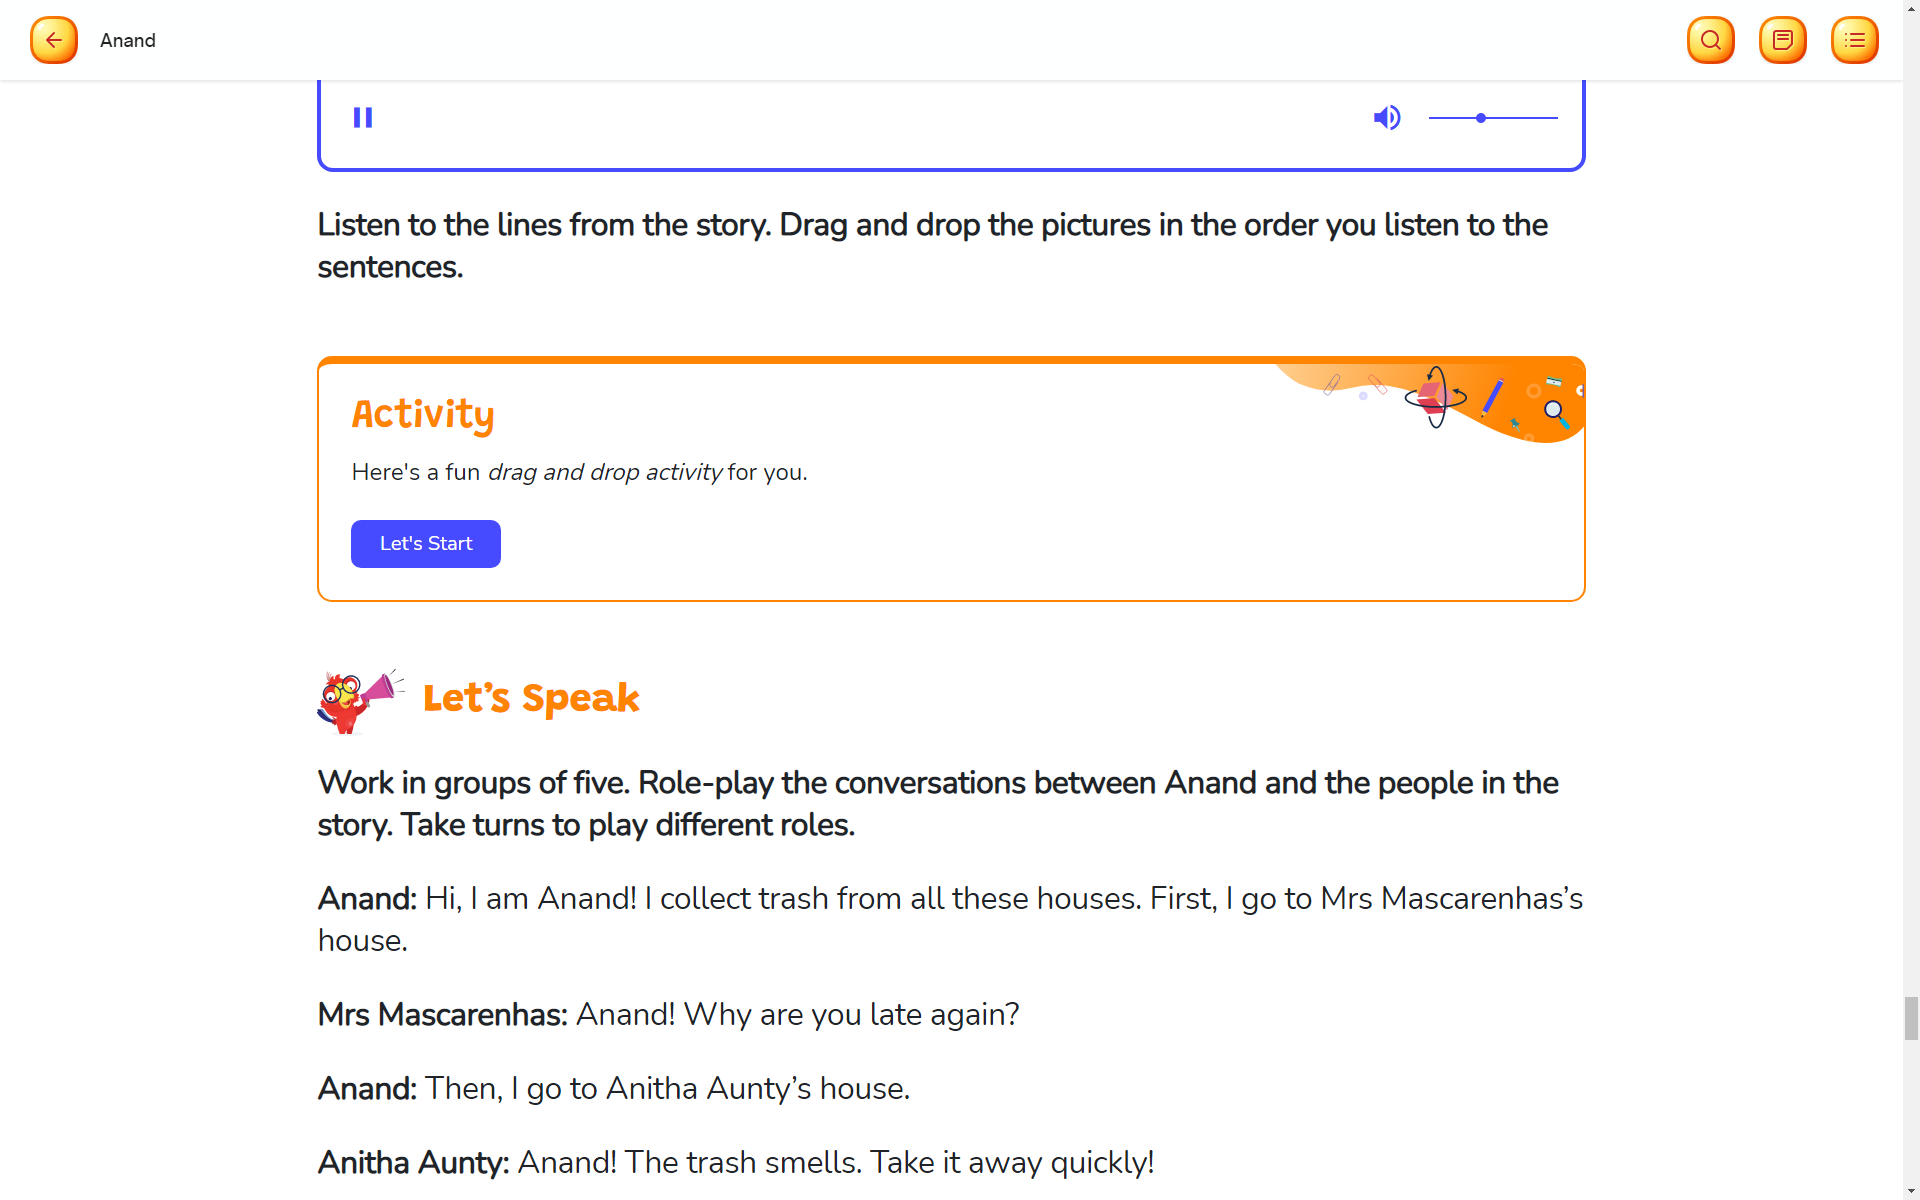 Anand
Listen to the lines from the story. Drag and drop the pictures in the order you listen to the
sentences.
Activity
Here's a fun drag and drop activity for you.
Let's Start
Let’s Speak
Work in groups of five. Role-play the conversations between Anand and the people in the
story. Take turns to play different roles.
Anand: Hi, I am Anand! I collect trash from all these houses. First, I go to Mrs Mascarenhas’s
house.
Mrs Mascarenhas: Anand! Why are you late again?
Anand: Then, I go to Anitha Aunty’s house.
Anitha Aunty: Anand! The trash smells. Take it away quickly!